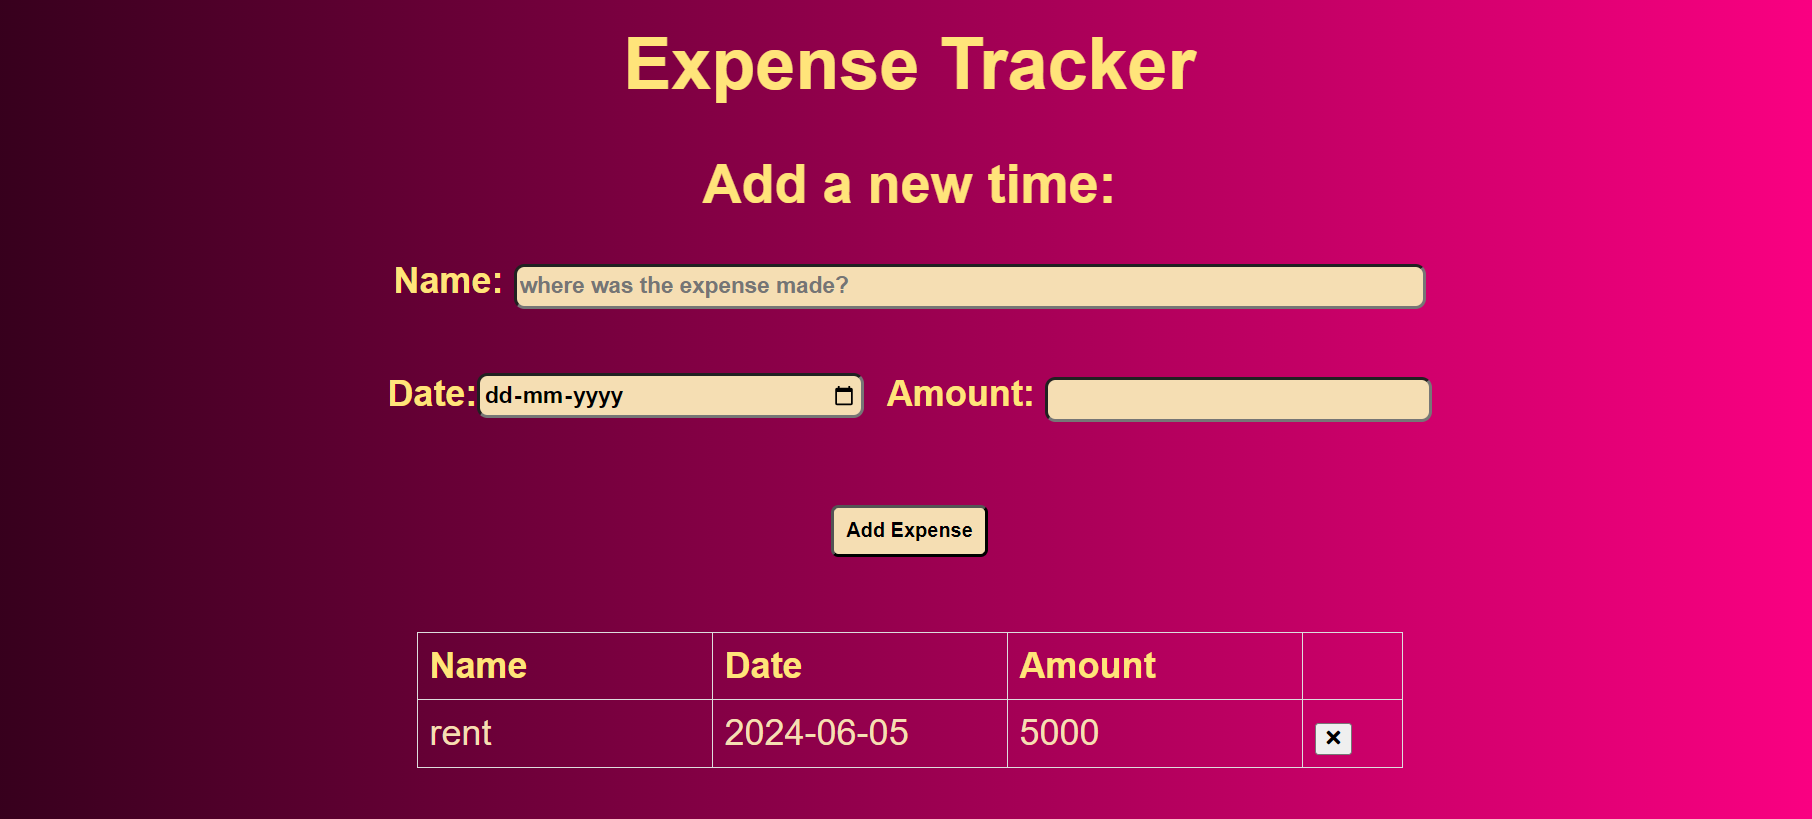 Expense Tracker
Add a new time:
Name: where was the expense made?
Date: dd-mm-yyyy Amount:
Add Expense
Name Date Amount
rent 2024-06-05 5000 ×